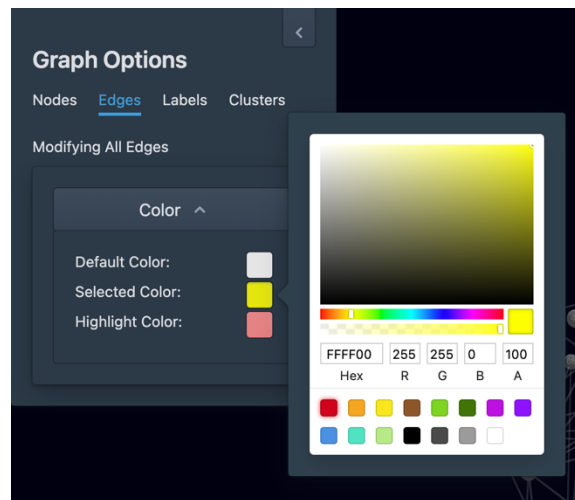 Graph Options
Nodes Edges Labels Clusters
Modifying All Edges
Color
Default Color:
Selected Color:
Highlight Color:
FFFF00 255 255 0 100
Hex R G B A